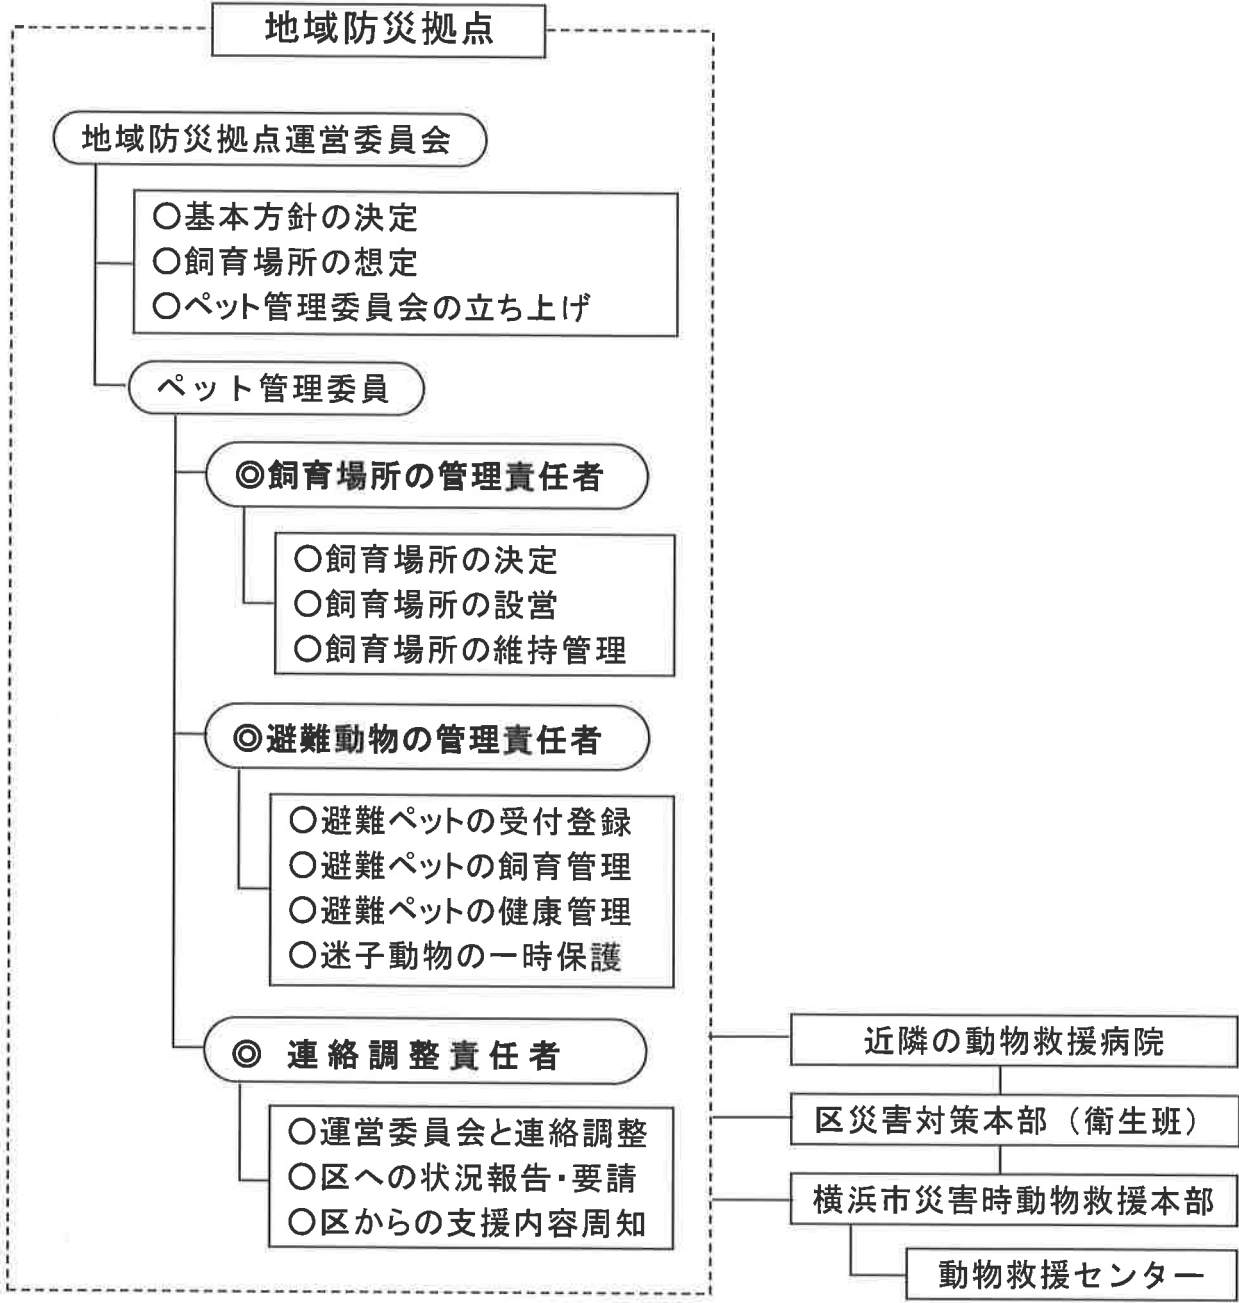 地域防災拠点
地域防災拠点運営委員会
○基本方針の決定
○飼育場所の想定
○ペット管理委員会の立ち上げ
ペット管理委員
◎飼育場所の管理責任者
○飼育場所の決定
○飼育場所の設営
○飼育場所の維持管理
◎避難動物の管理責任者
○避難ペットの受付登録
○避難ペットの飼育管理
○避難ペットの健康管理
○迷子動物の一時保護
◎ 連絡調整責任者
○運営委員会と連絡調整
○区への状況報告・要請
○区からの支援内容周知
近隣の動物救援病院
区災害対策本部（衛生班）
横浜市災害時動物救援本部
動物救援センター